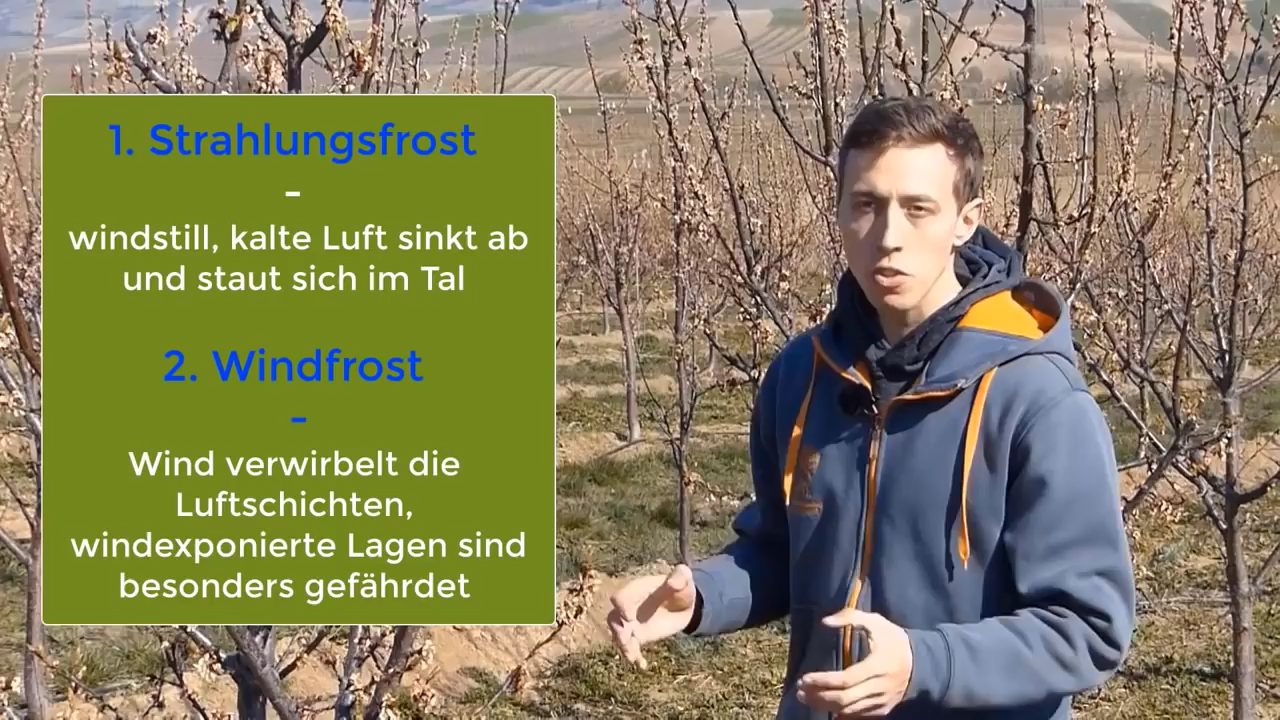 1. Strahlungsfrost
-
windstill, kalte Luft sinkt ab
und staut sich im Tal
2. Windfrost
-
Wind verwirbelt die
Luftschichten,
windexponierte Lagen sind
besonders gefährdet